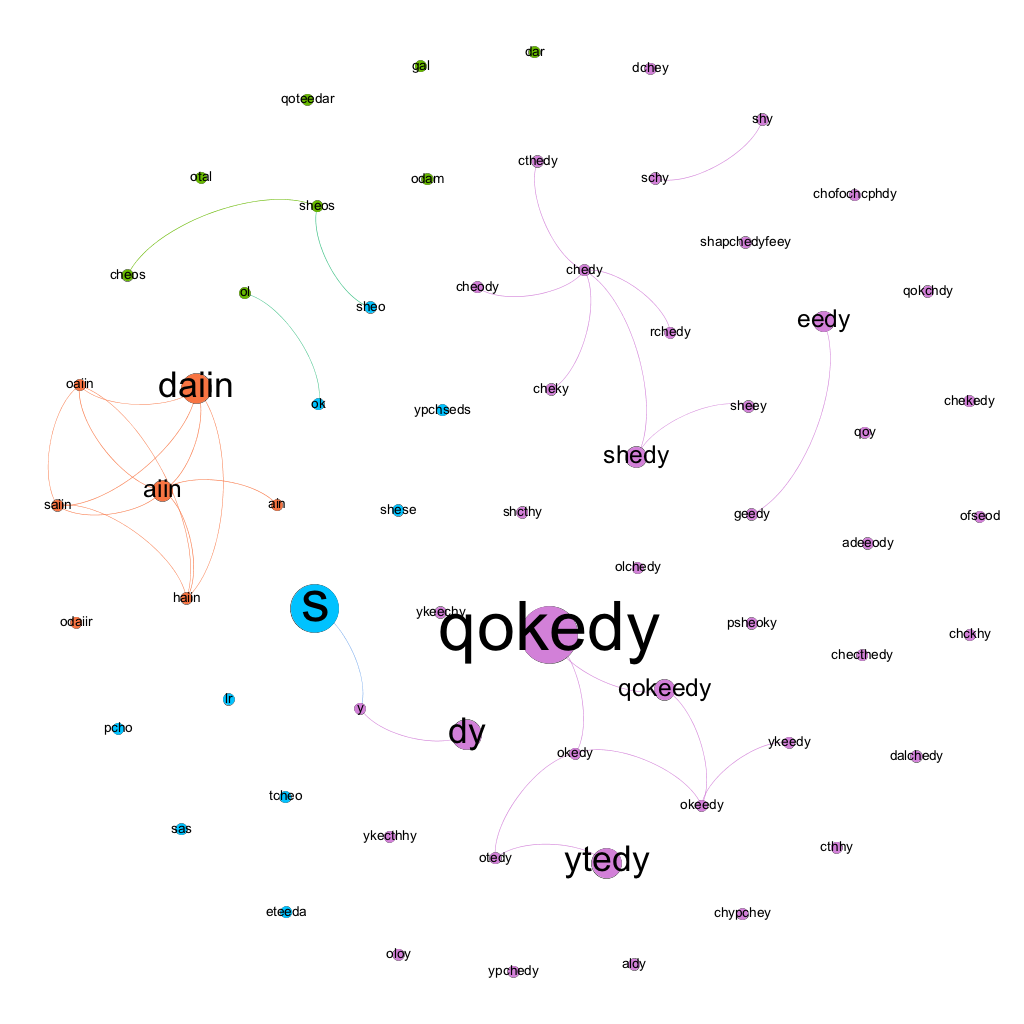 dar
gal
dchey
qoteedar
shy
cthedy
otal
odam
schy
chofochcphdy
sheos
shapchedyfeey
cheos
chedy
cheody
ol
qokchdy
sheo
eedy
rchedy
oaiin
daiin
cheky
chekedy
ok
ypchseds
sheey
qoy
shedy
aiin
saiin
ain
shese
shcthy
geedy
ofseod
adeeody
olchedy
haiin
s
ykeechy
odaiir
qokedy
psheoky
chckhy
checthedy
qokeedy
lr
y
pcho
dy
okedy
ykeedy
dalchedy
tcheo
okeedy
sas
ykecthhy
cthhy
otedy
ytedy
eteeda
chypchey
oloy
ypchedy
aldy